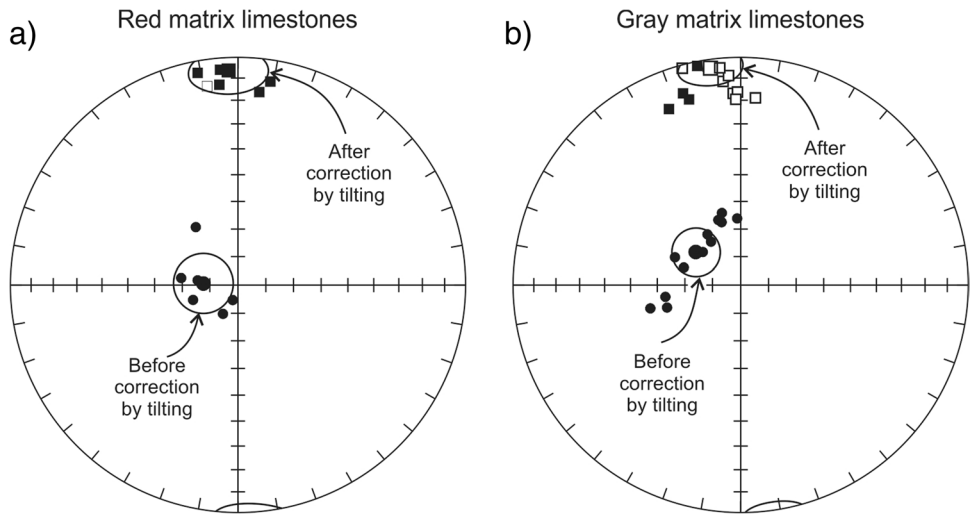 Red matrix limestones
Gray matrix limestones
a)
b)
After
correction
by tilting
After
correction
by tilting
Before
correction
by tilting
Before
correction
by tilting